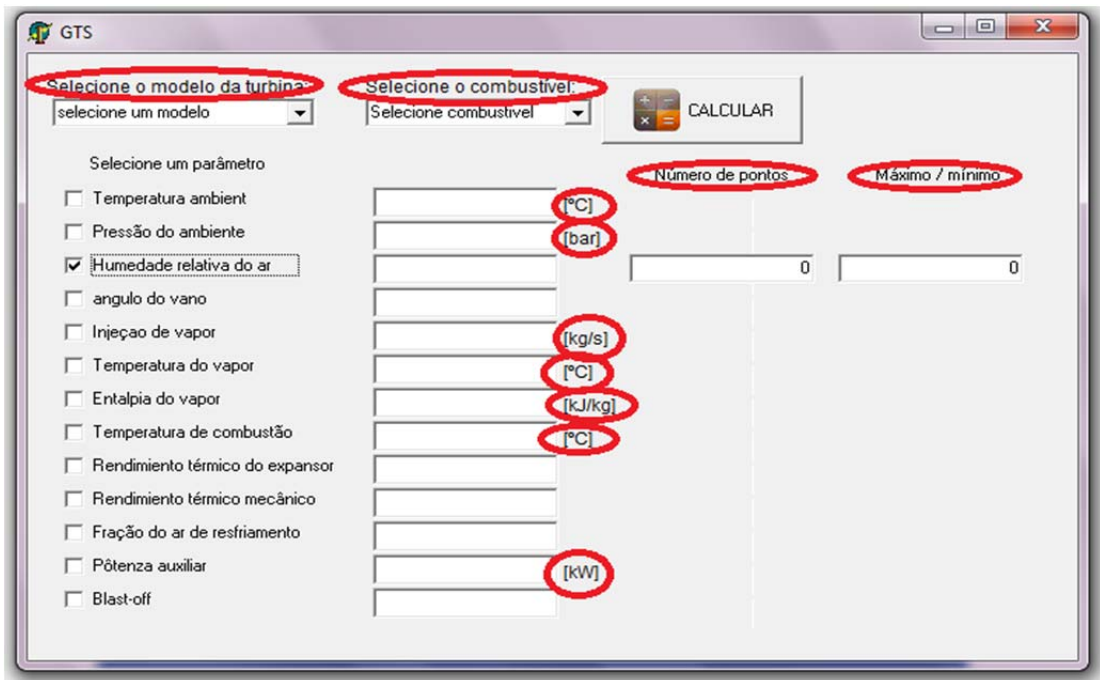 GTS
Selecione o modelo da turbina:
Selecione o combustível:
selecione um modelo
Selecione combustivel
CALCULAR
Selecione um parâmetro
Número de pontos
Máximo / mínimo
Temperatura ambient
[ºC]
Pressão do ambiente
[bar]
Humedade relativa do ar
0
0
angulo do vano
Injeçao de vapor
[kg/s]
Temperatura do vapor
[ºC]
Entalpia do vapor
[kJ/kg]
Temperatura de combustão
[ºC]
Rendimiento térmico do expansor
Rendimiento térmico mecânico
Fração do ar de resfriamento
Pôtenza auxiliar
[kW]
Blast-off